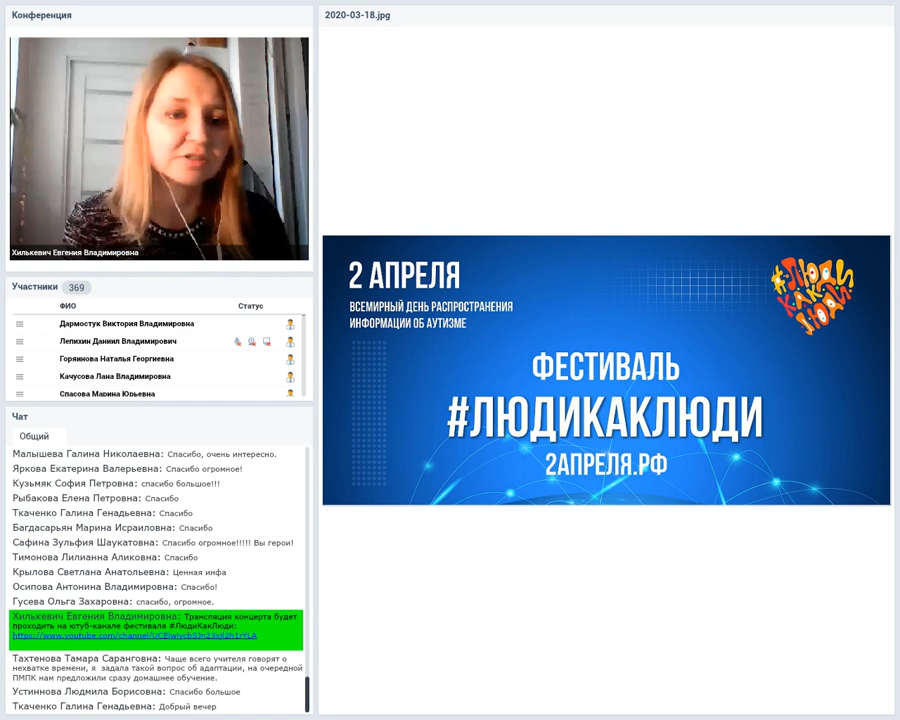 Конференция
2020-03-18.jpg
Хилькевич Евгения Владимировна
Участники 369
ФИО Статус
Дармостук Виктория Владимировна
Лепихин Даниил Владимирович
Горяинова Наталья Георгиевна
Качусова Лана Владимировна
Спасова Марина Юрьевна
Чат
Общий
Малышева Галина Николаевна: Спасибо, очень интересно.
Яркова Екатерина Валерьевна: Спасибо огромное!
Кузьмяк София Петровна: спасибо большое!!!
Рыбакова Елена Петровна: Спасибо
Ткаченко Галина Генадьевна: Спасибо
Багдасарьян Марина Исраиловна: Спасибо
Сафина Зульфия Шаукатовна: Спасибо огромное!!!!! Вы герои!
Тимонова Лилианна Аликовна: Спасибо
Крылова Светлана Анатольевна: Ценная инфа
Осипова Антонина Владимировна: Спасибо!
Гусева Ольга Захаровна: спасибо, огромное.
Хилькевич Евгения Владимировна: Трансляция концерта будет
проходить на ютуб-канале фестиваля #ЛюдиКакЛюди:
Тахтенова Тамара Саранговна: Чаще всего учителя говорят о
нехватке времени, я задала такой вопрос об адаптации, на очередной
ПМПК нам предложили сразу домашнее обучение.
Устиннова Людмила Борисовна: Спасибо большое
Ткаченко Галина Генадьевна: Добрый вечер
2 АПРЕЛЯ
ВСЕМИРНЫЙ ДЕНЬ РАСПРОСТРАНЕНИЯ
ИНФОРМАЦИИ ОБ АУТИЗМЕ
#ЛЮДИ
КАК
ЛЮДИ
ФЕСТИВАЛЬ
#ЛЮДИКАКЛЮДИ
2АПРЕЛЯ.РФ